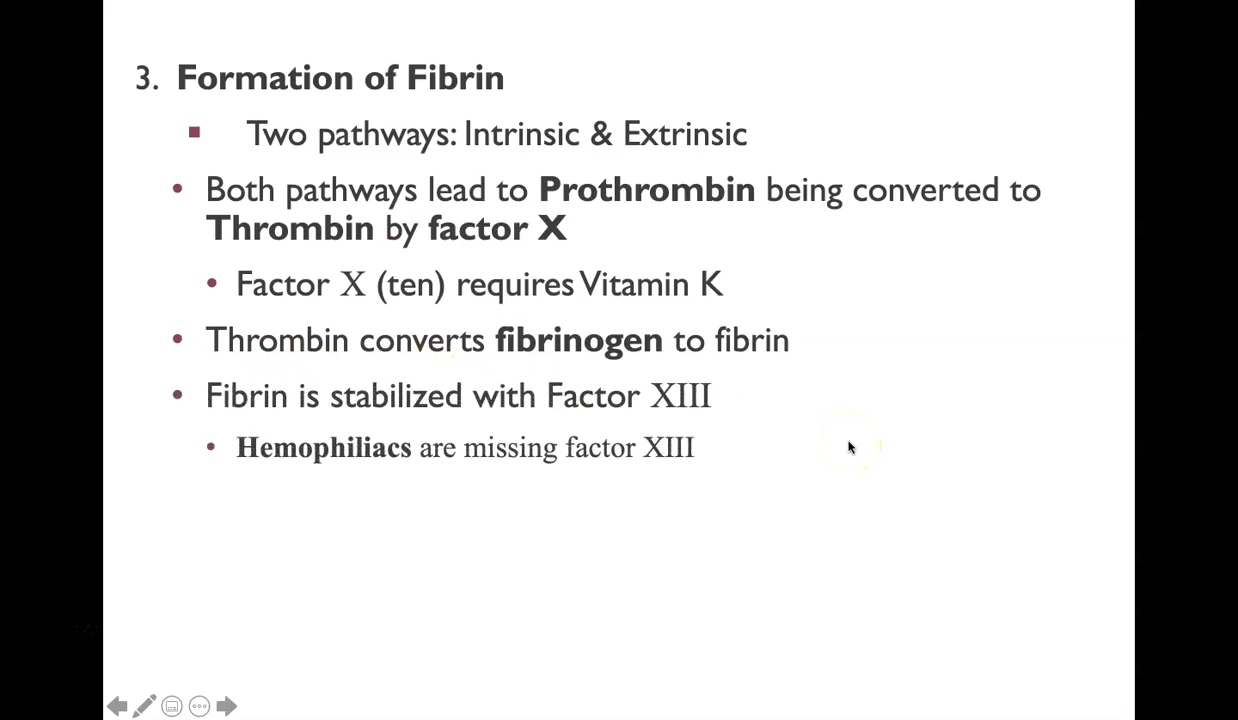 3. Formation of Fibrin
▪ Two pathways: Intrinsic & Extrinsic
• Both pathways lead to Prothrombin being converted to
Thrombin by factor X
• Factor X (ten) requires Vitamin K
• Thrombin converts fibrinogen to fibrin
• Fibrin is stabilized with Factor XIII
• Hemophiliacs are missing factor XIII